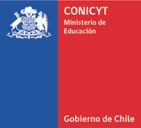 CONICYT
Ministerio de
Educación
Gobierno de Chile